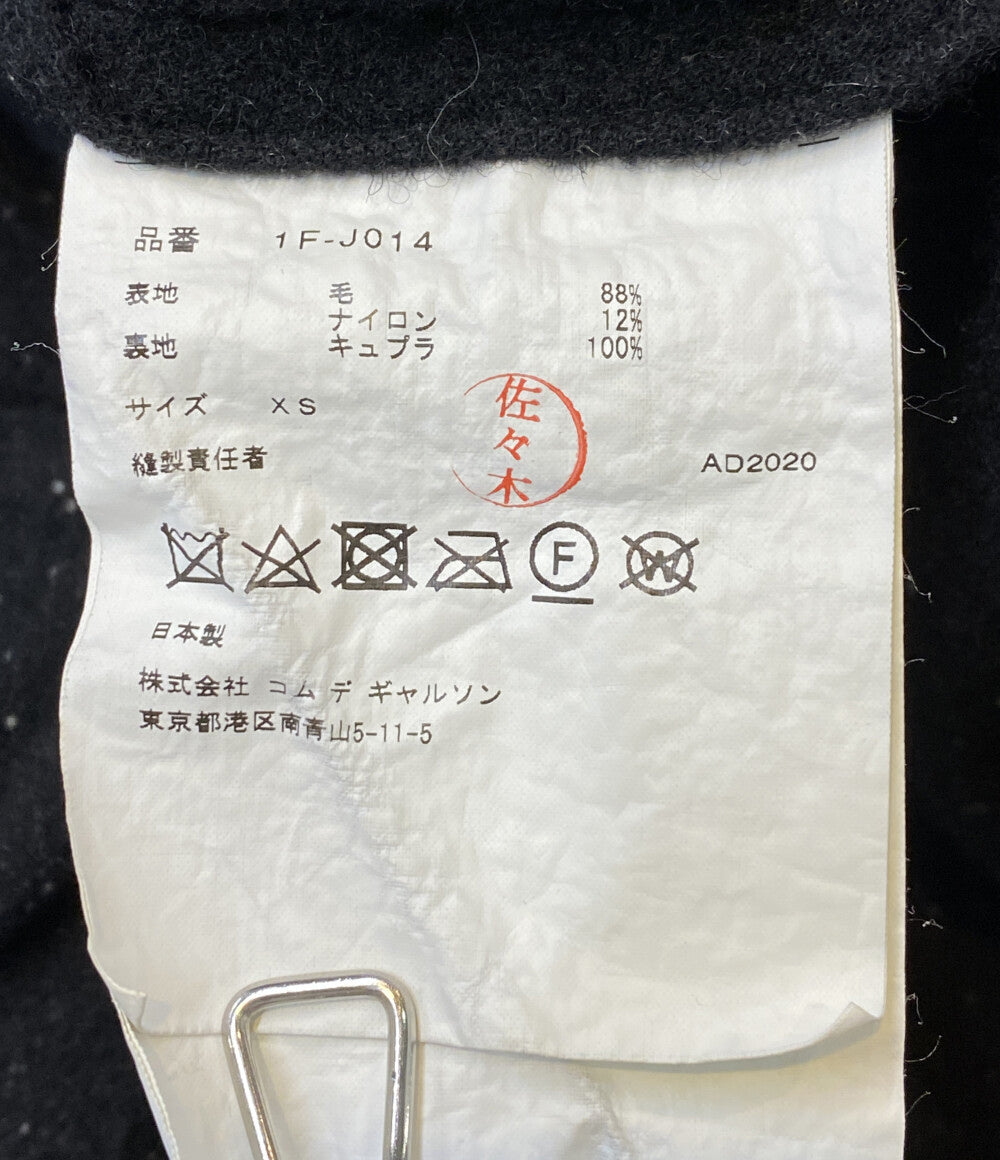 品番 1F-J014
表地 毛 88%
ナイロン 12%
裏地 キュプラ 100%
サイズ XS
佐々木
縫製責任者 AD2020
F W
日本製
株式会社 コム デ ギャルソン
東京都港区南青山5-11-5